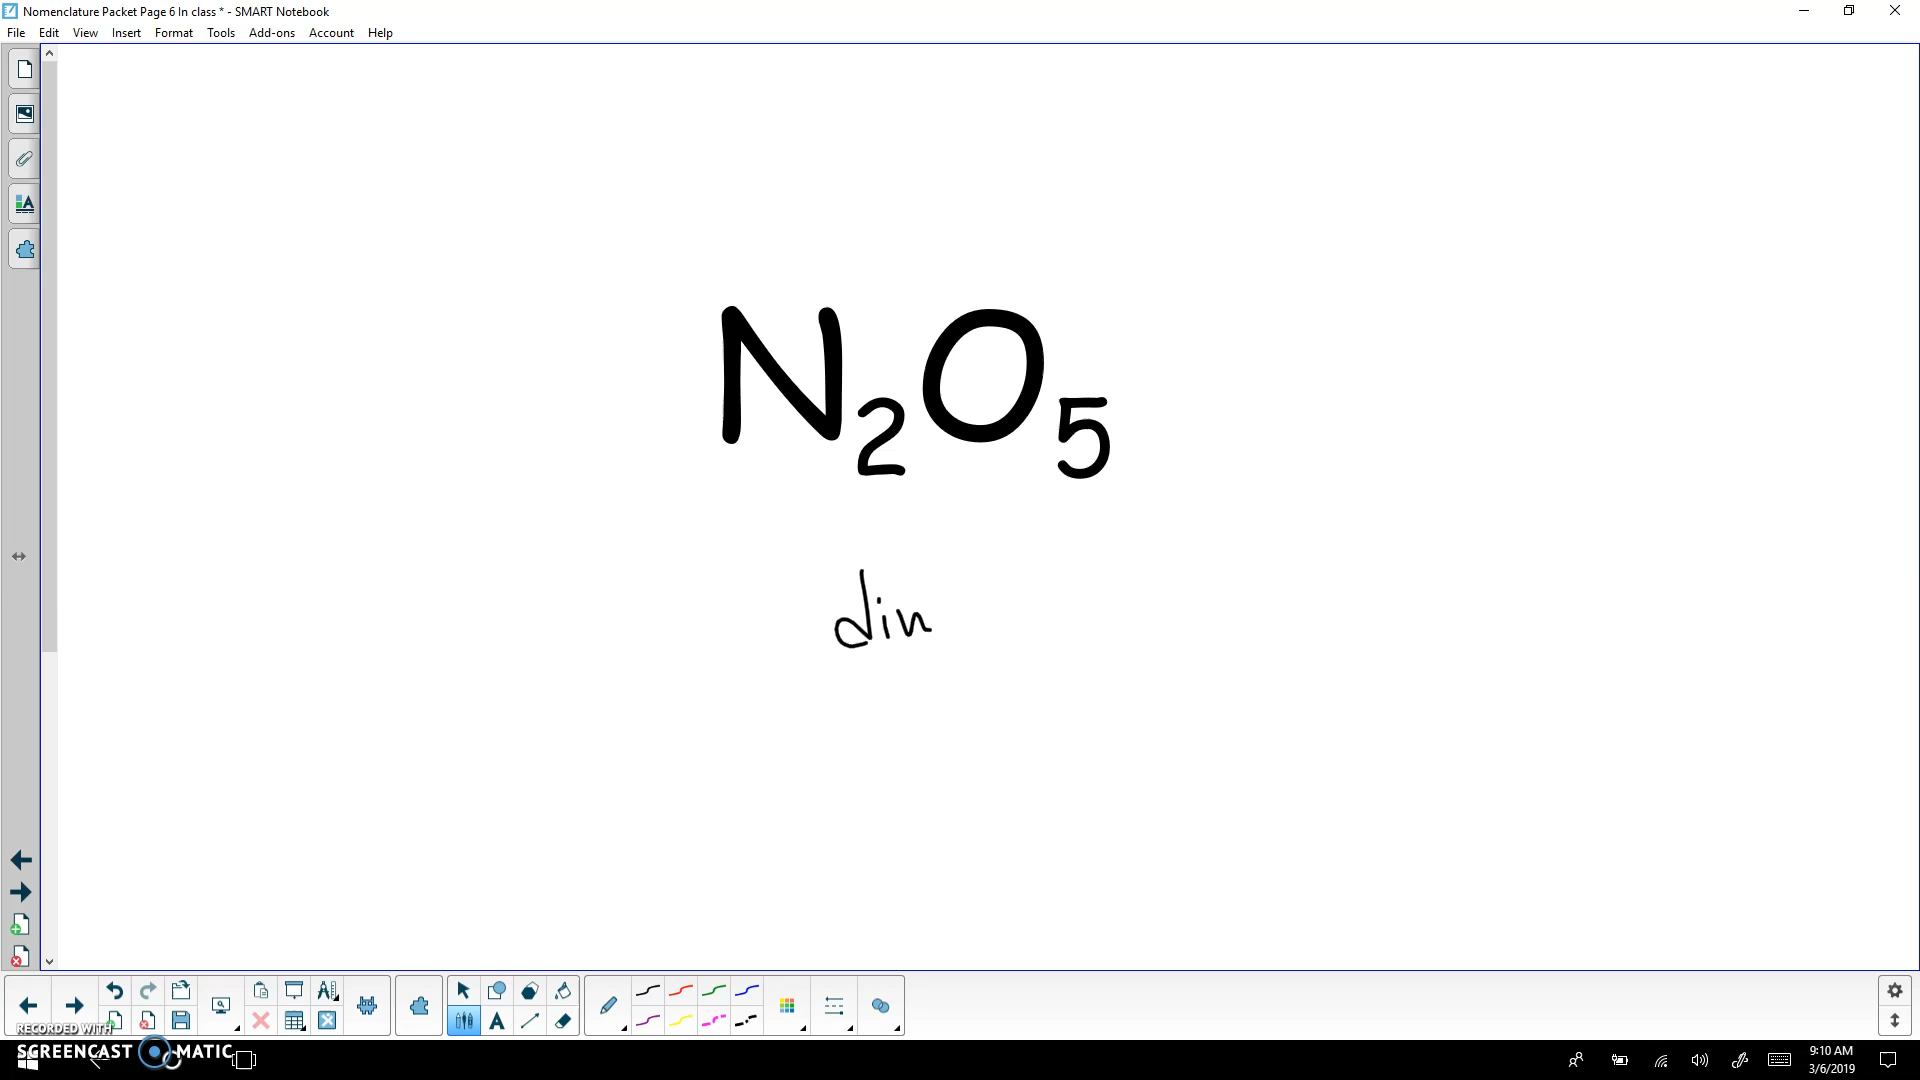 Nomenclature Packet Page 6 In class * - SMART Notebook
File Edit View Insert Format Tools Add-ons Account Help
N₂O₅
din
RECORDED WITH
SCREENCAST MATIC
9:10 AM
3/6/2019